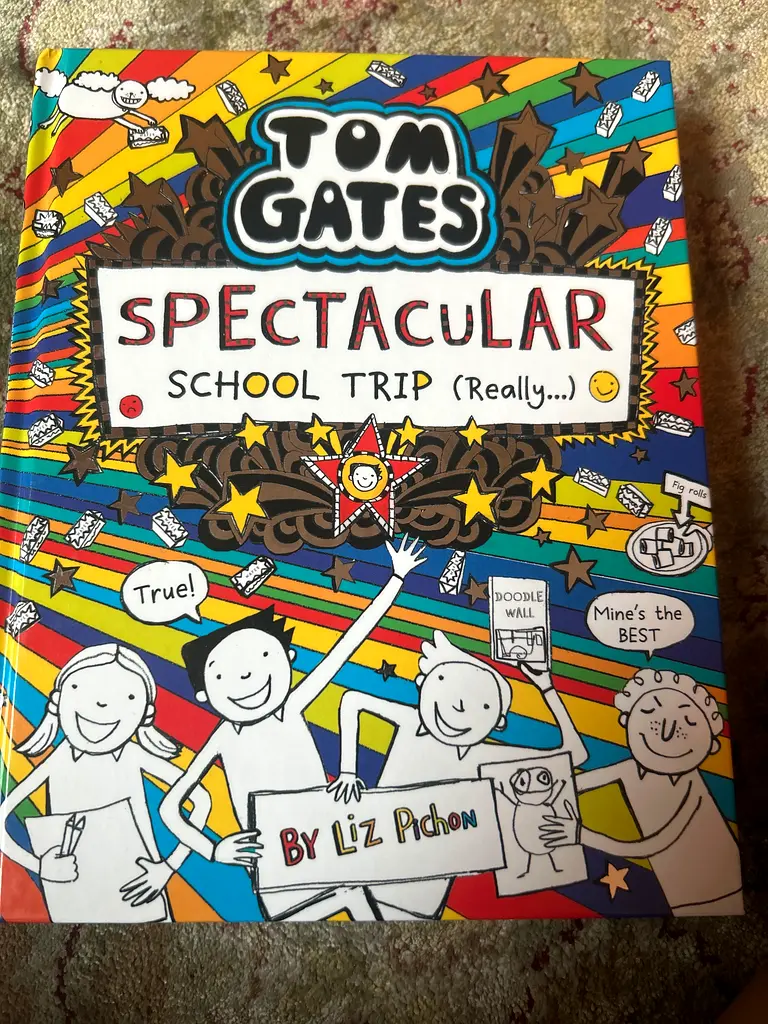 TOM
GATES
SPECTACULAR
SCHOOL TRIP (Really...)
Fig rolls
True!
DOODLE
WALL
Mine's the
BEST
BY Liz Pichon